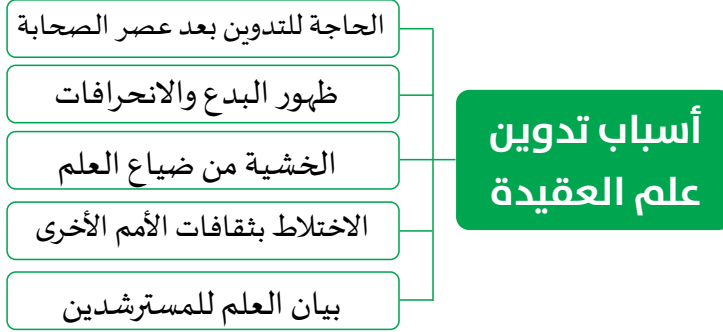 أسباب تدوين
علم العقيدة
الحاجة للتدوين بعد عصر الصحابة
ظهور البدع والانحرافات
الخشية من ضياع العلم
الاختلاط بثقافات الأمم الأخرى
بيان العلم للمسترشدين